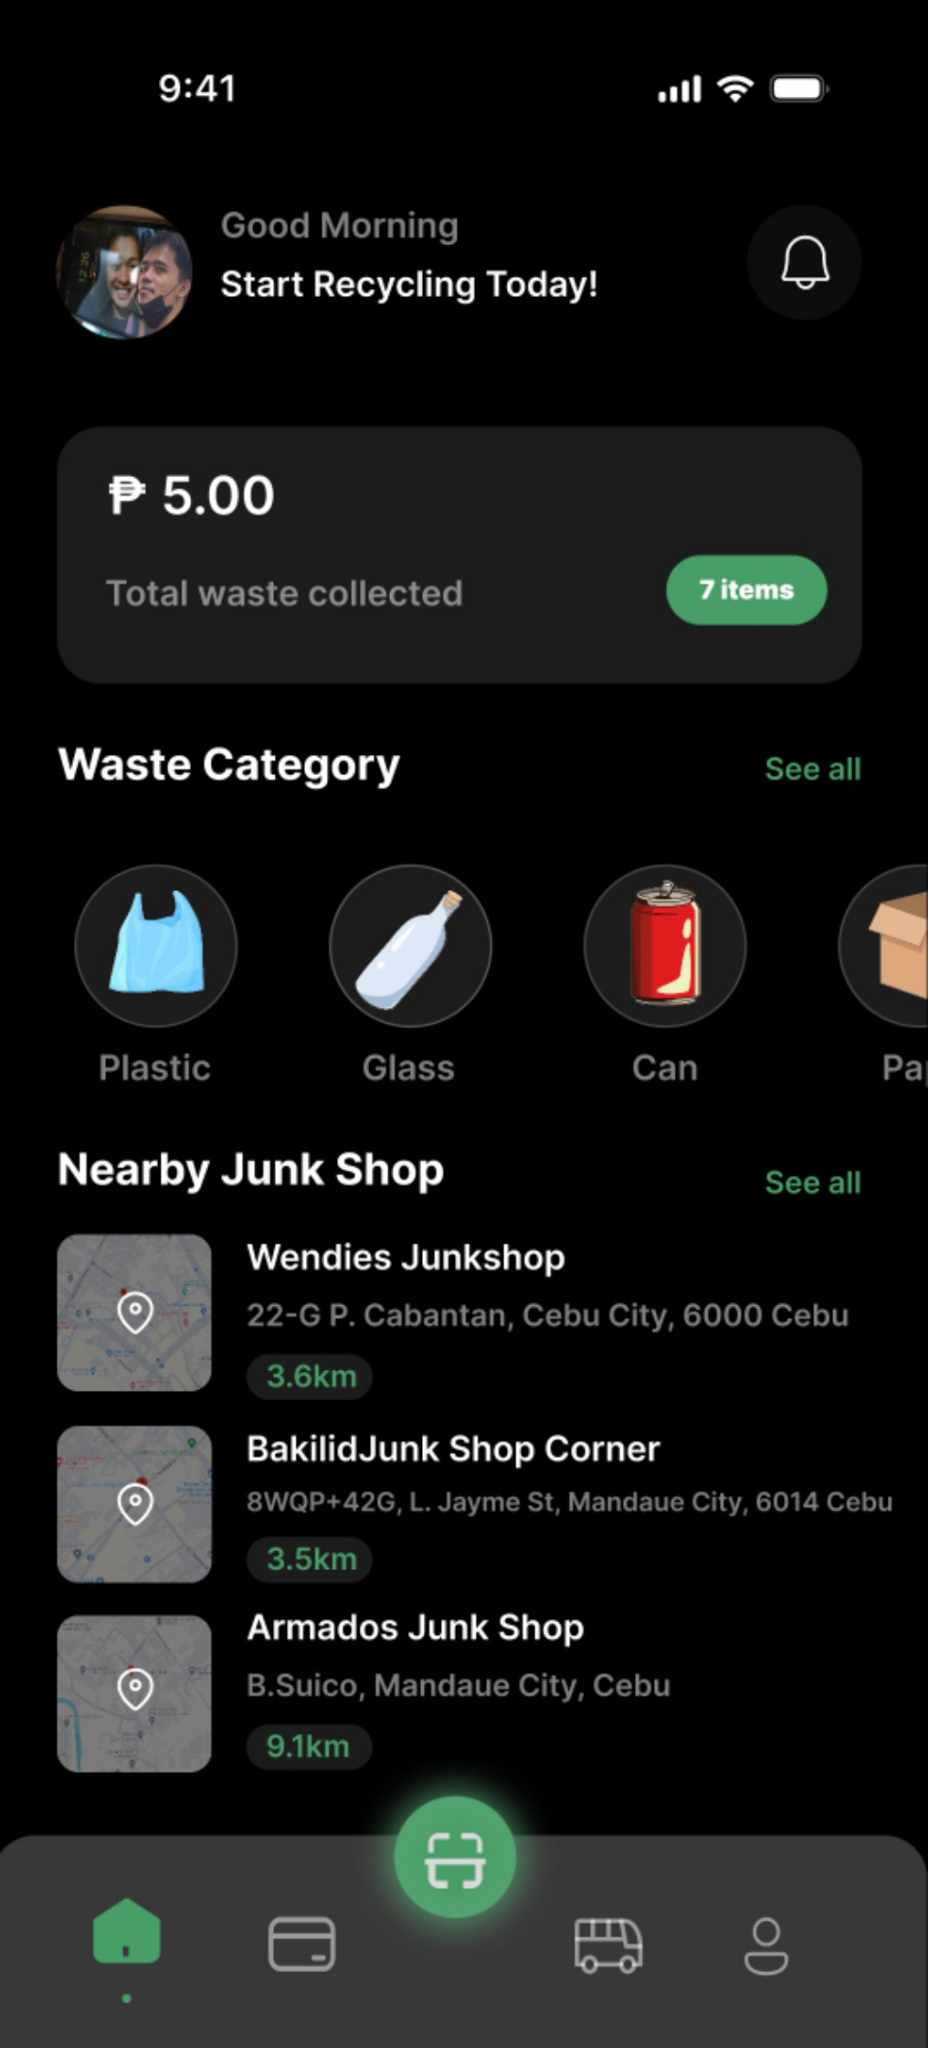 9:41
Good Morning
Start Recycling Today!
₱ 5.00
Total waste collected
7 items
Waste Category
See all
Plastic
Glass
Can
Nearby Junk Shop
See all
Wendies Junkshop
22-G P. Cabantan, Cebu City, 6000 Cebu
3.6km
BakilidJunk Shop Corner
8WQP+42G, L. Jayme St, Mandaue City, 6014 Cebu
3.5km
Armados Junk Shop
B.Suico, Mandaue City, Cebu
9.1km